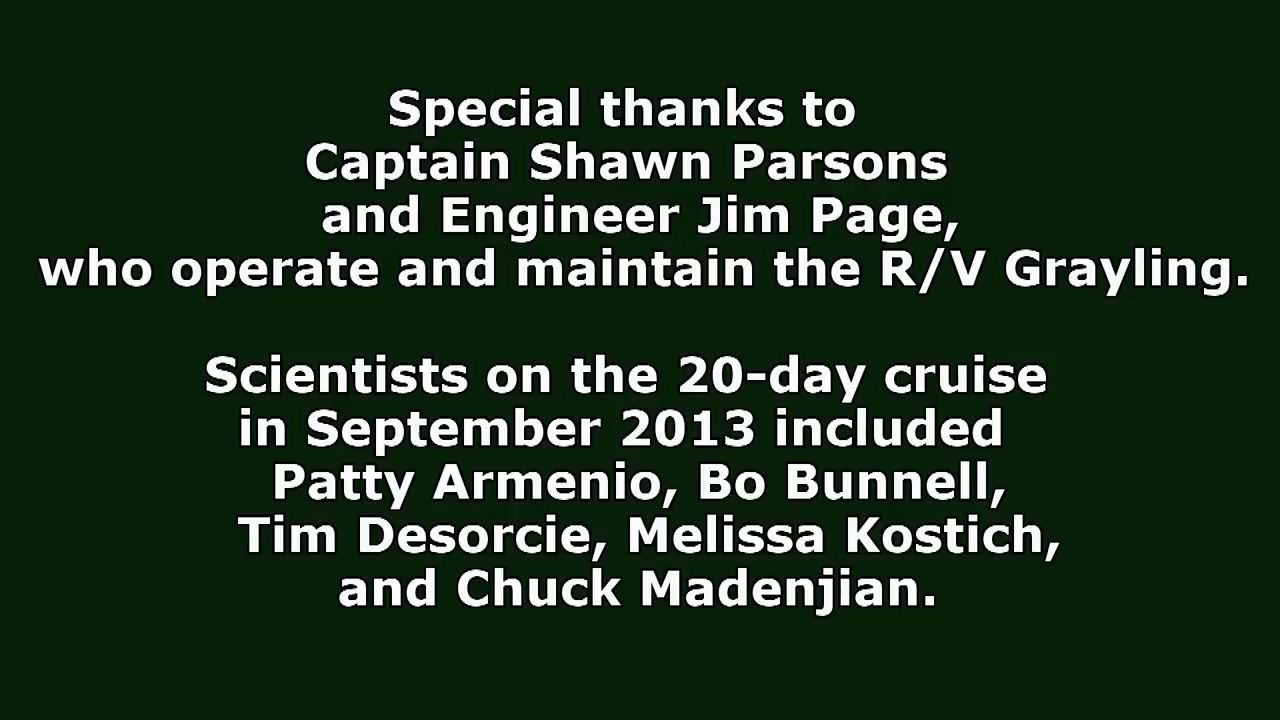 Special thanks to
Captain Shawn Parsons
and Engineer Jim Page,
who operate and maintain the R/V Grayling.
Scientists on the 20-day cruise
in September 2013 included
Patty Armenio, Bo Bunnell,
Tim Desorcie, Melissa Kostich,
and Chuck Madenjian.